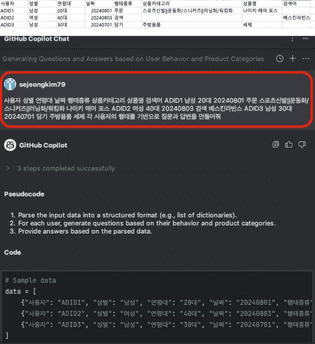 사용자 성별 연령대 날짜 행태종류 상품카테고리 상품명 검색어
ADID1 남성 20대 20240801 주문 스포츠신발||운동화/스니커즈||러닝화/워킹화 나이키 에어 포스
ADID2 여성 40대 20240803 검색 베스킨라빈스
ADID3 남성 30대 20240701 담기 주방용품 세제
GitHub Copilot Chat
Generating Questions and Answers based on User Behavior and Product Categories
sejeongkim79
사용자 성별 연령대 날짜 행태종류 상품카테고리 상품명 검색어 ADID1 남성 20대 20240801 주문 스포츠신발||운동화/
스니커즈||러닝화/워킹화 나이키 에어 포스 ADID2 여성 40대 20240803 검색 베스킨라빈스 ADID3 남성 30대
20240701 담기 주방용품 세제 각 사용자의 행태를 기반으로 질문과 답변을 만들어줘
GitHub Copilot
3 steps completed successfully
Pseudocode
1. Parse the input data into a structured format (e.g., list of dictionaries).
2. For each user, generate questions based on their behavior and product categories.
3. Provide answers based on the parsed data.
Code
# Sample data
data = [
{"사용자": "ADID1", "성별": "남성", "연령대": "20대", "날짜": "20240801", "행태종류"
{"사용자": "ADID2", "성별": "여성", "연령대": "40대", "날짜": "20240803", "행태종류"
{"사용자": "ADID3", "성별": "남성", "연령대": "30대", "날짜": "20240701", "행태종류"
]